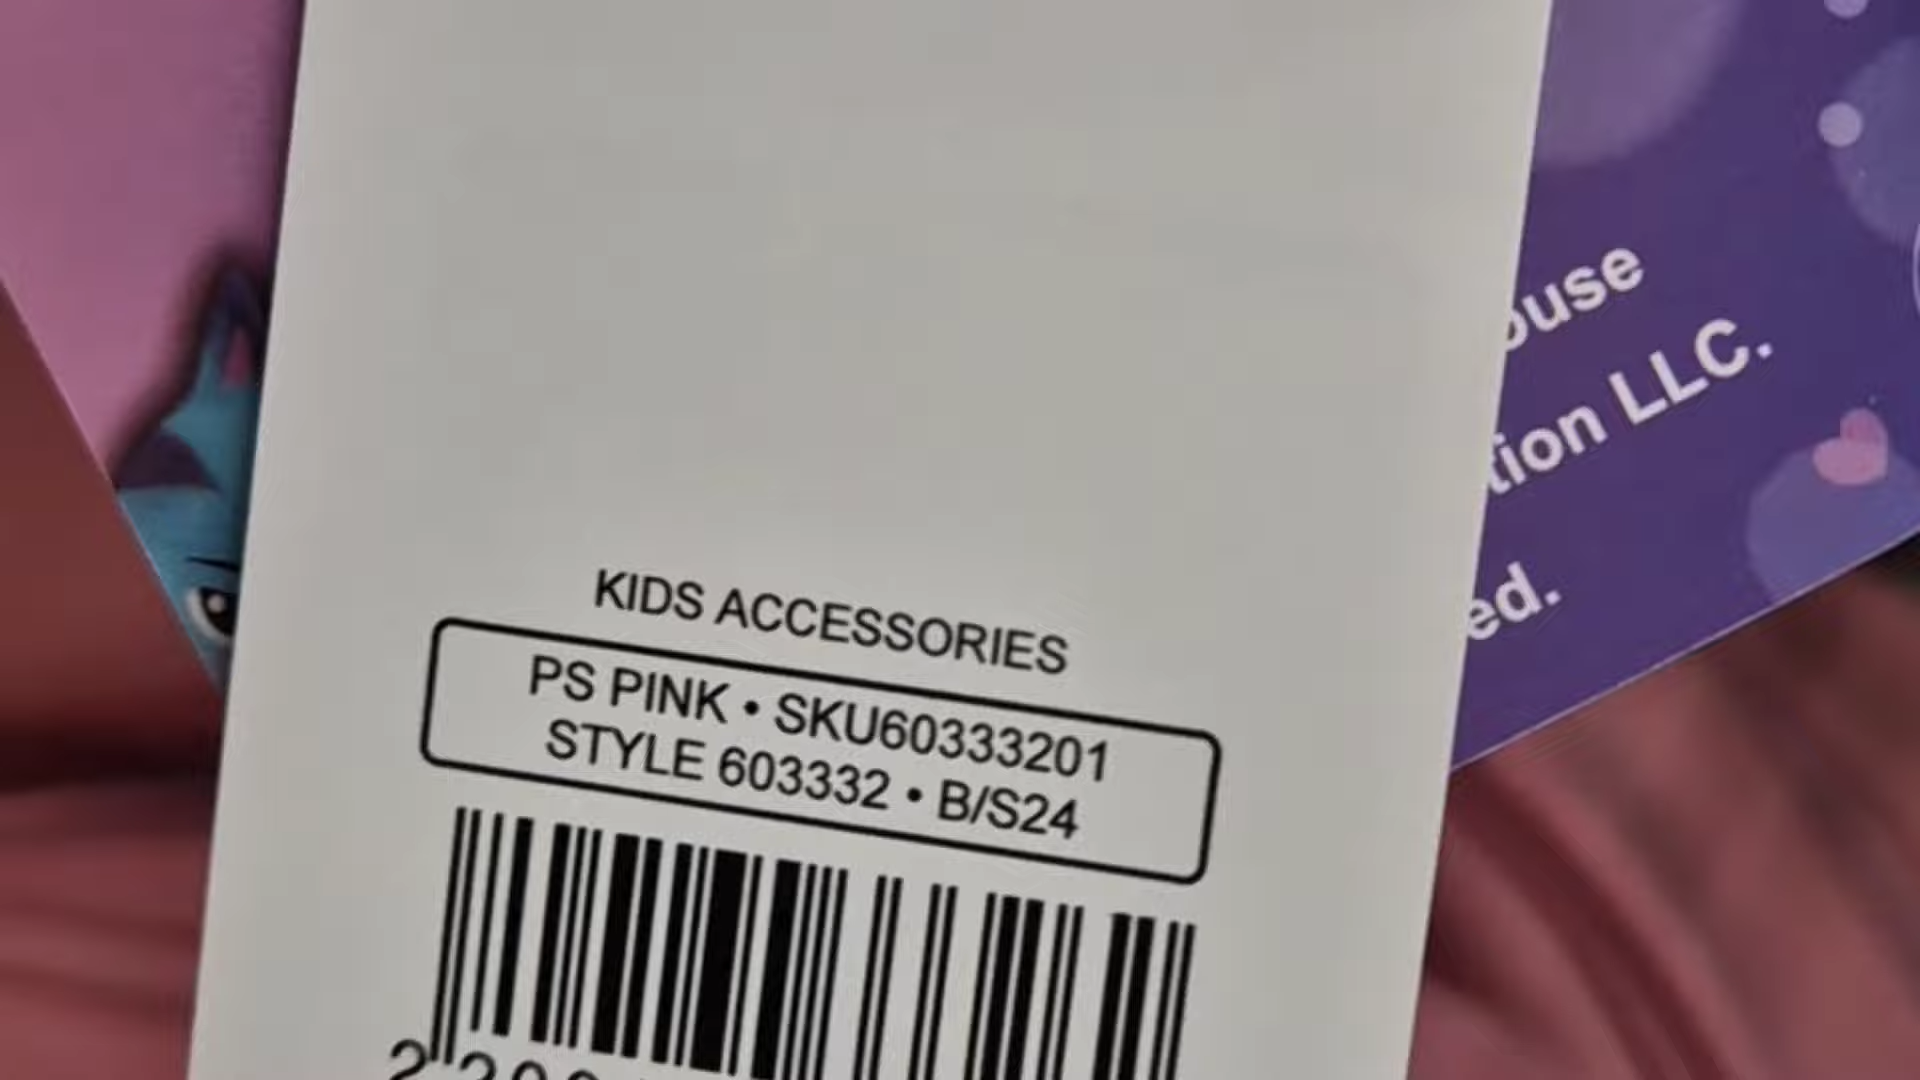 KIDS ACCESSORIES
PS PINK • SKU60333201
STYLE 603332 • B/S24
ouse
tion LLC.
ed.